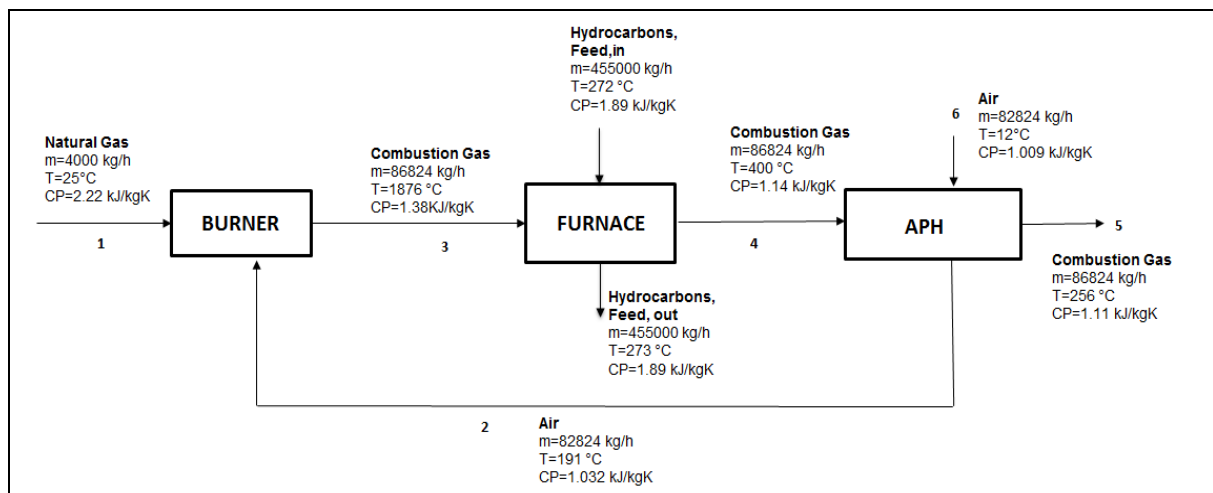 Hydrocarbons,
Feed,in
m=455000 kg/h
T=272 °C
CP=1.89 kJ/kgK
6
Air
m=82824 kg/h
T=12°C
CP=1.009 kJ/kgK
Natural Gas
m=4000 kg/h
T=25°C
CP=2.22 kJ/kgK
Combustion Gas
m=86824 kg/h
T=1876 °C
CP=1.38KJ/kgK
Combustion Gas
m=86824 kg/h
T=400 °C
CP=1.14 kJ/kgK
BURNER
FURNACE
APH
1
3
4
5
Combustion Gas
m=86824 kg/h
T=256 °C
CP=1.11 kJ/kgK
Hydrocarbons,
Feed, out
m=455000 kg/h
T=273 °C
CP=1.89 kJ/kgK
2
Air
m=82824 kg/h
T=191 °C
CP=1.032 kJ/kgK